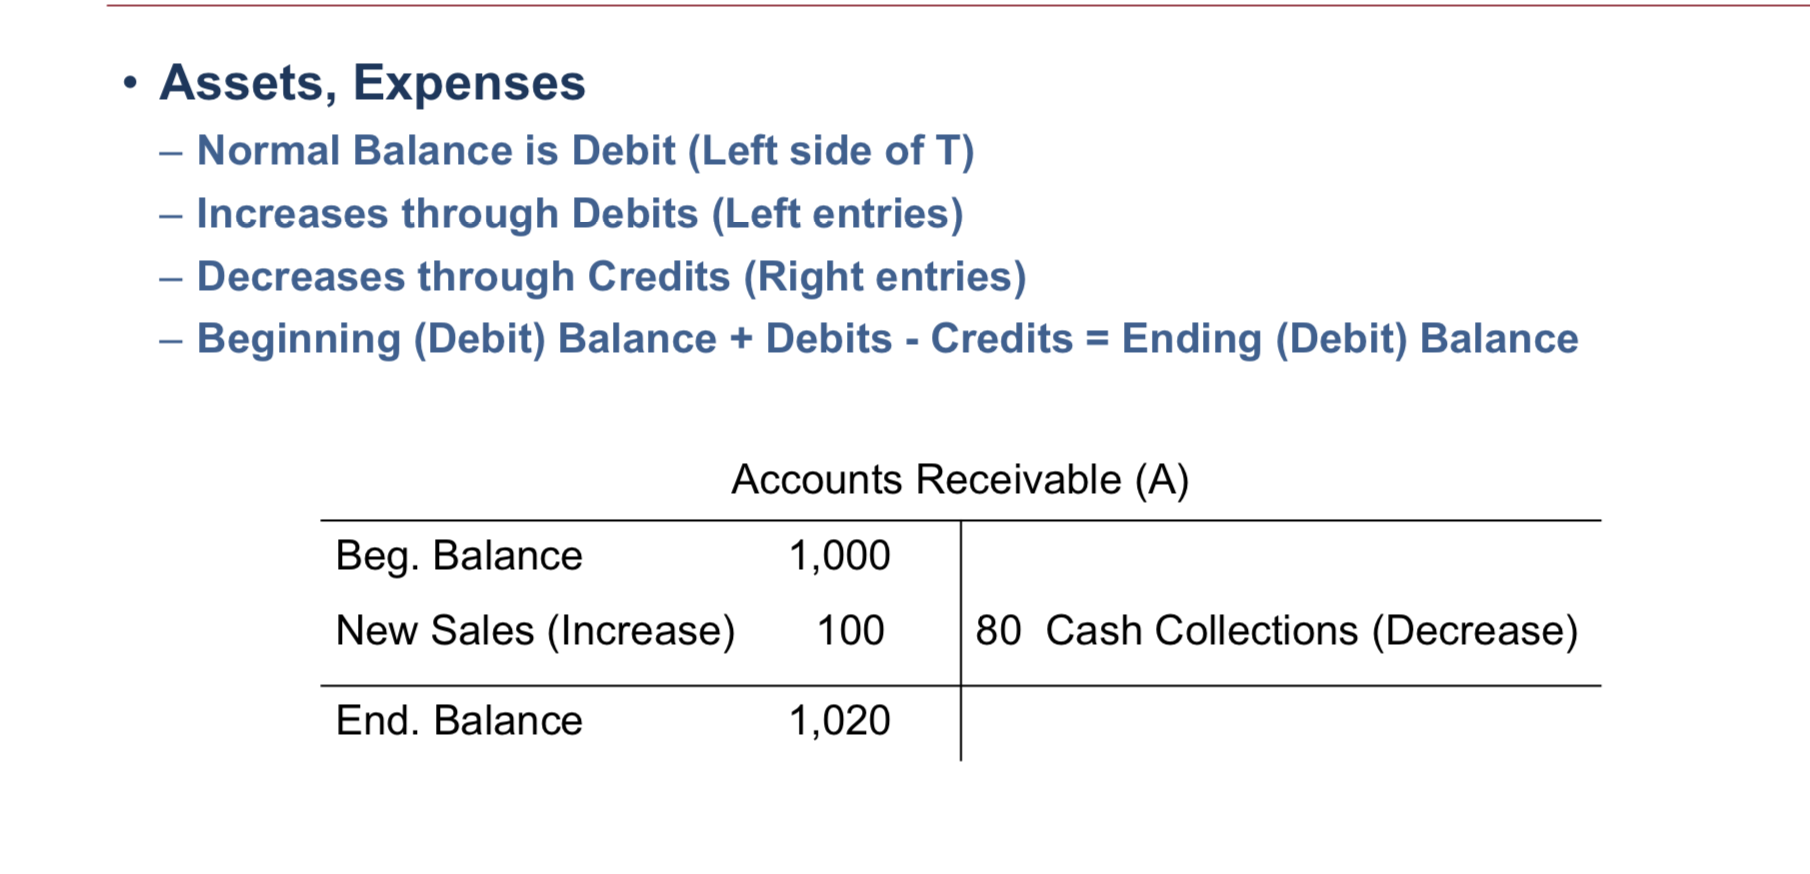 • Assets, Expenses
– Normal Balance is Debit (Left side of T)
– Increases through Debits (Left entries)
– Decreases through Credits (Right entries)
– Beginning (Debit) Balance + Debits - Credits = Ending (Debit) Balance
Accounts Receivable (A)
Beg. Balance 1,000
New Sales (Increase) 100 80 Cash Collections (Decrease)
End. Balance 1,020